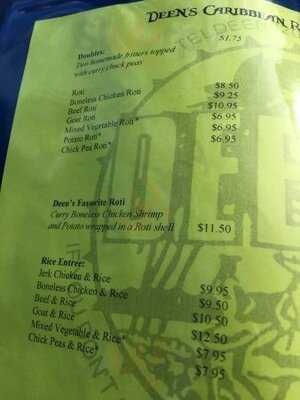 DEEN'S CARIBBEAN R
$1.75
Doubles:
Two homemade fritters topped
with curry chick peas
Roti
Boneless Chicken Roti $8.50
Beef Roti $9.25
Goat Roti $10.95
Mixed Vegetable Roti* $6.95
Potato Roti* $6.95
Chick Pea Roti* $6.95
Deen's Favorite Roti
Curry Boneless Chicken Shrimp
and Potato wrapped in a Roti shell $11.50
Rice Entree:
Jerk Chicken & Rice $9.95
Boneless Chicken & Rice $9.50
Beef & Rice $10.50
Goat & Rice $12.50
Mixed Vegetable & Rice* $7.95
Chick Peas & Rice* $7.95